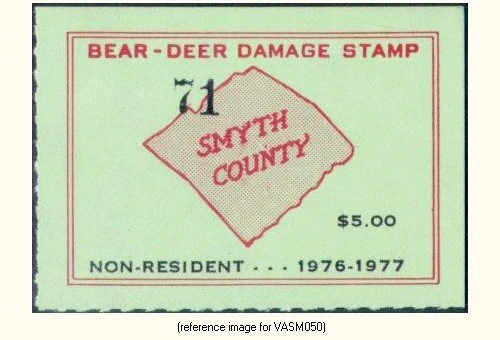 BEAR - DEER DAMAGE STAMP
71
SMYTH
COUNTY
$5.00
NON-RESIDENT . . . 1976-1977
(reference image for VASM050)